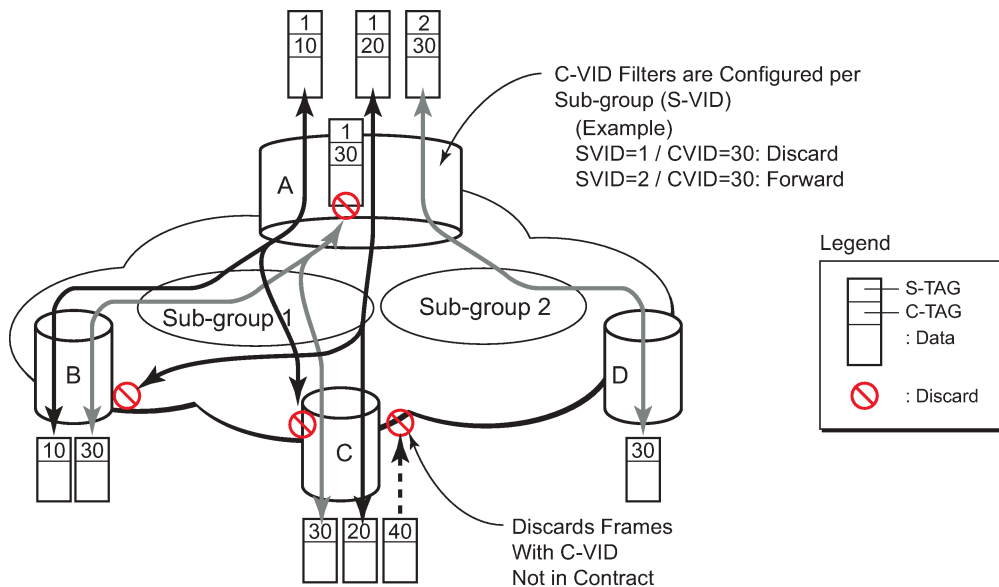 1
10
1
20
2
30
C-VID Filters are Configured per
Sub-group (S-VID)
(Example)
SVID=1 / CVID=30: Discard
SVID=2 / CVID=30: Forward
1
30
A
Legend
S-TAG
C-TAG
: Data
: Discard
Sub-group 1
Sub-group 2
B
D
C
10
30
30
30
20
40
Discards Frames
With C-VID
Not in Contract